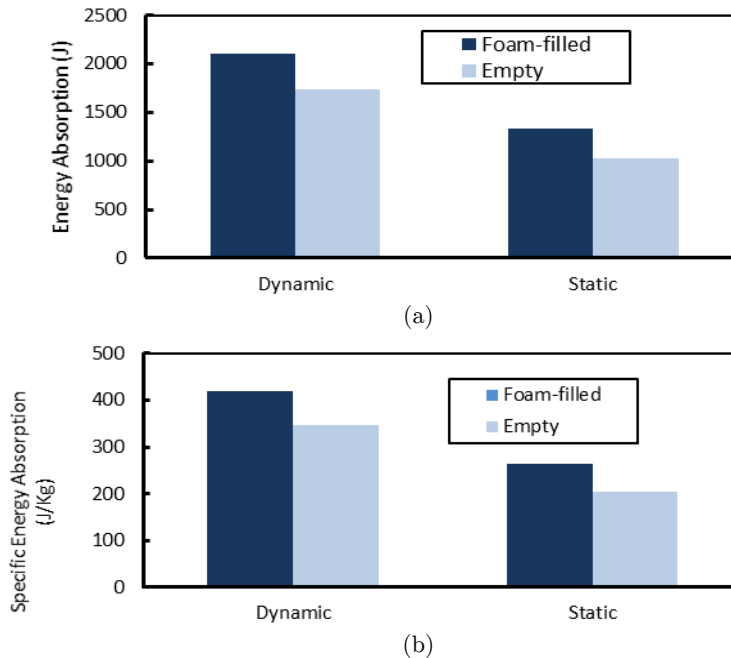 2500
2000
1500
1000
500
0
Energy Absorption (J)
Foam-filled
Empty
Dynamic
Static
(a)
500
400
300
200
100
0
Specific Energy Absorption
(J/Kg)
Foam-filled
Empty
Dynamic
Static
(b)